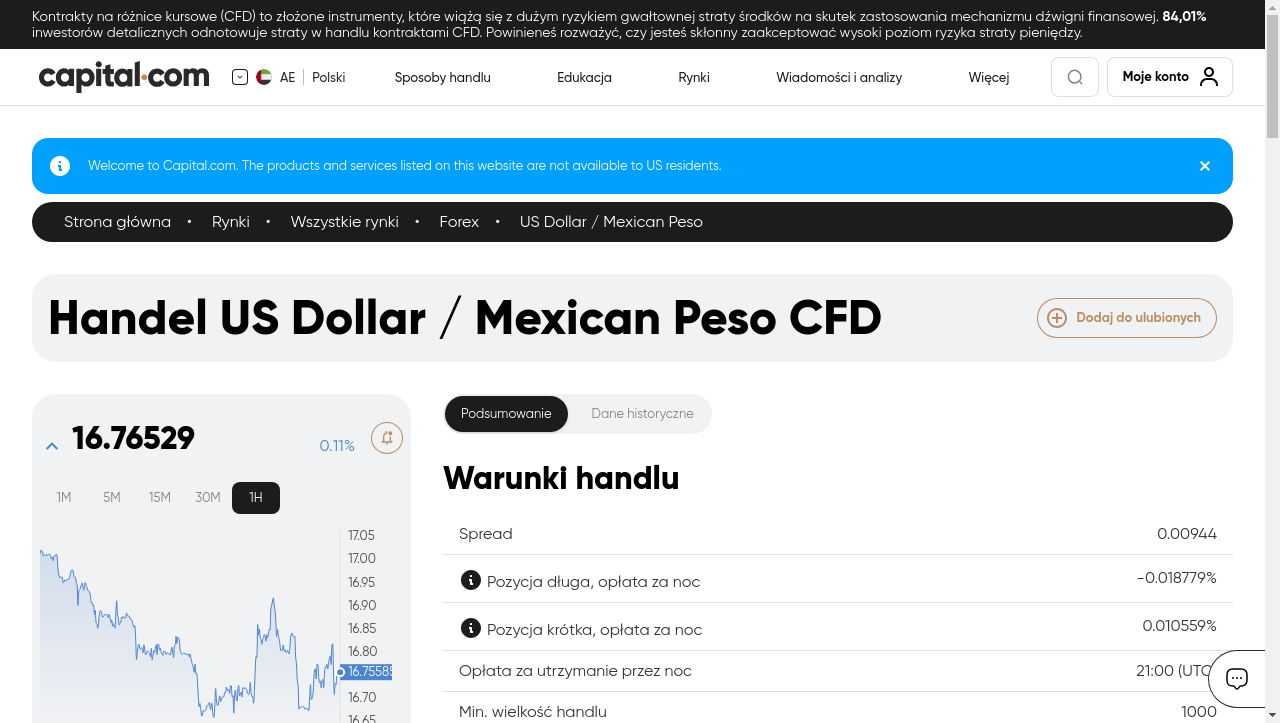 Kontrakty na różnice kursowe (CFD) to złożone instrumenty, które wiążą się z dużym ryzykiem gwałtownej straty środków na skutek zastosowania mechanizmu dźwigni finansowej. 84,01%
inwestorów detalicznych odnotowuje straty w handlu kontraktami CFD. Powinieneś rozważyć, czy jesteś skłonny zaakceptować wysoki poziom ryzyka straty pieniędzy.
capital.com AE Polski Sposoby handlu Edukacja Rynki Wiadomości i analizy Więcej Moje konto
Welcome to Capital.com. The products and services listed on this website are not available to US residents.
Strona główna • Rynki • Wszystkie rynki • Forex • US Dollar / Mexican Peso
Handel US Dollar / Mexican Peso CFD
Dodaj do ulubionych
16.76529
0.11%
1M 5M 15M 30M 1H
17.05
17.00
16.95
16.90
16.85
16.80
16.75585
16.70
16.65
Podsumowanie Dane historyczne
Warunki handlu
Spread 0.00944
Pozycja długa, opłata za noc -0.018779%
Pozycja krótka, opłata za noc 0.010559%
Opłata za utrzymanie przez noc 21:00 (UTC)
Min. wielkość handlu 1000